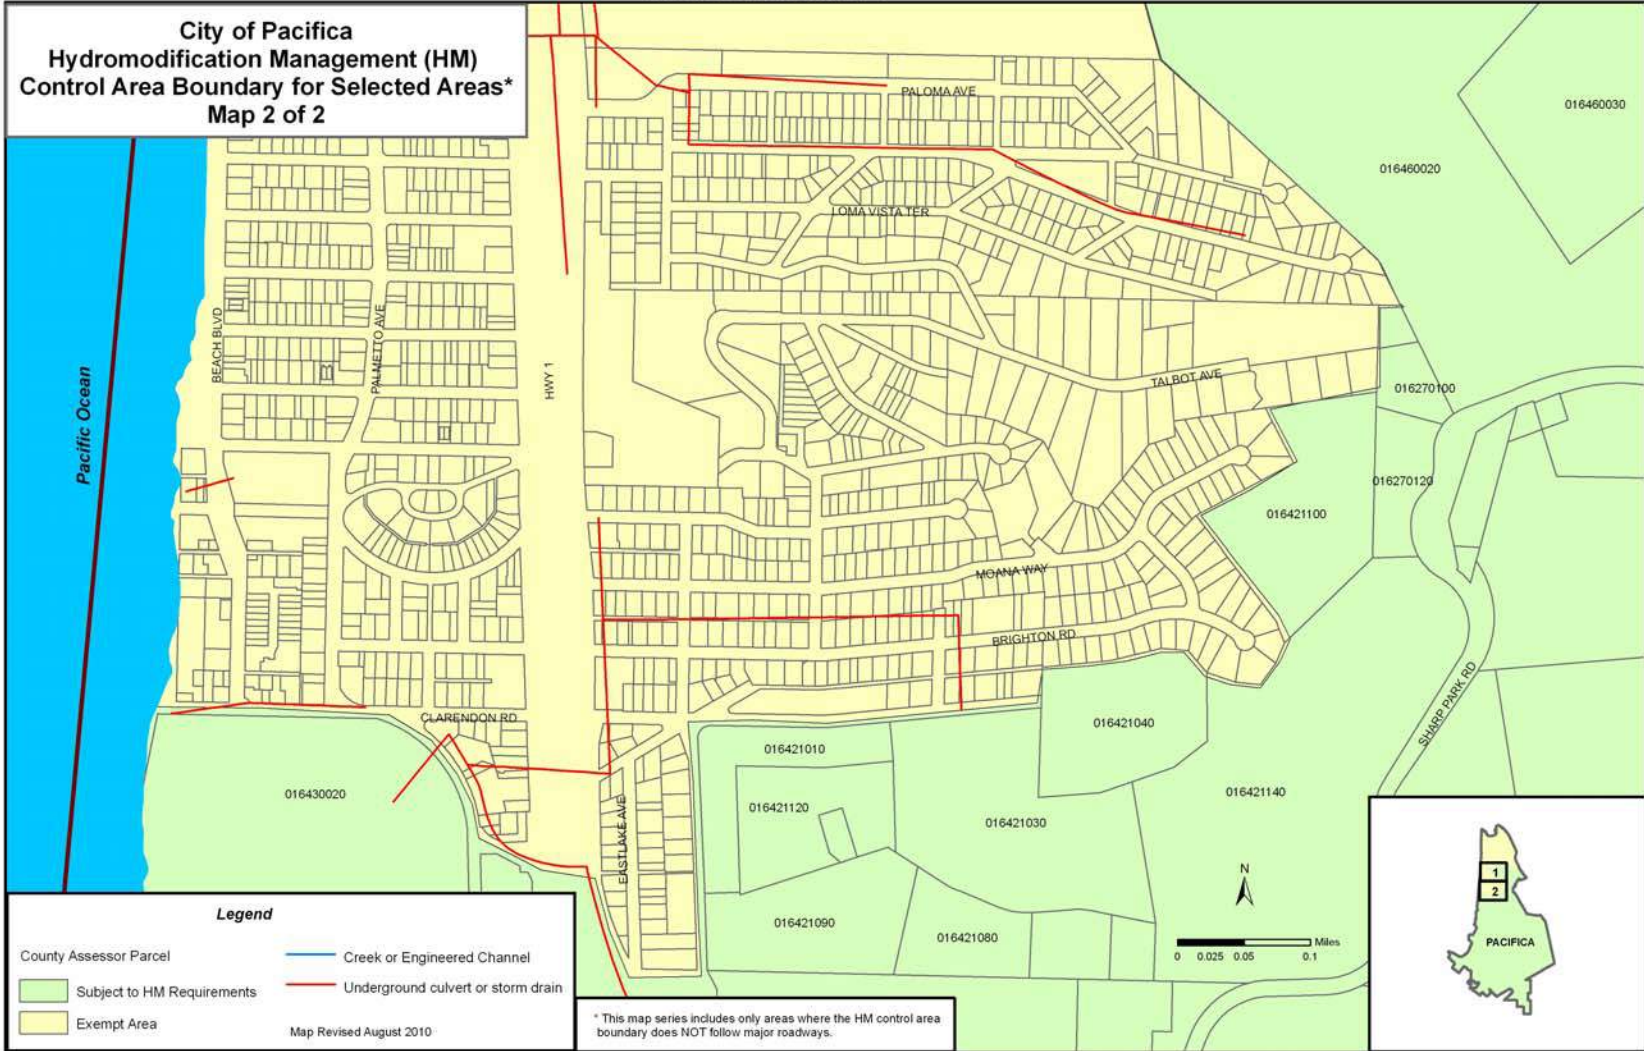 City of Pacifica
Hydromodification Management (HM)
Control Area Boundary for Selected Areas*
Map 2 of 2
PALOMA AVE
016460030
016460020
LOMA VISTA TER
BEACH BLVD
PALMETTO AVE
HWY 1
Pacific Ocean
TALBOT AVE
016270100
016270120
016421100
MOANA WAY
BRIGHTON RD
SHARP PARK RD
CLARENDON RD
016421040
016421010
016430020
016421120
016421030
016421140
EASTLAKE AVE
016421090
016421080
N
Miles
0 0.025 0.05 0.1
1
2
PACIFICA
Legend
County Assessor Parcel
Subject to HM Requirements
Exempt Area
Creek or Engineered Channel
Underground culvert or storm drain
Map Revised August 2010
* This map series includes only areas where the HM control area
boundary does NOT follow major roadways.